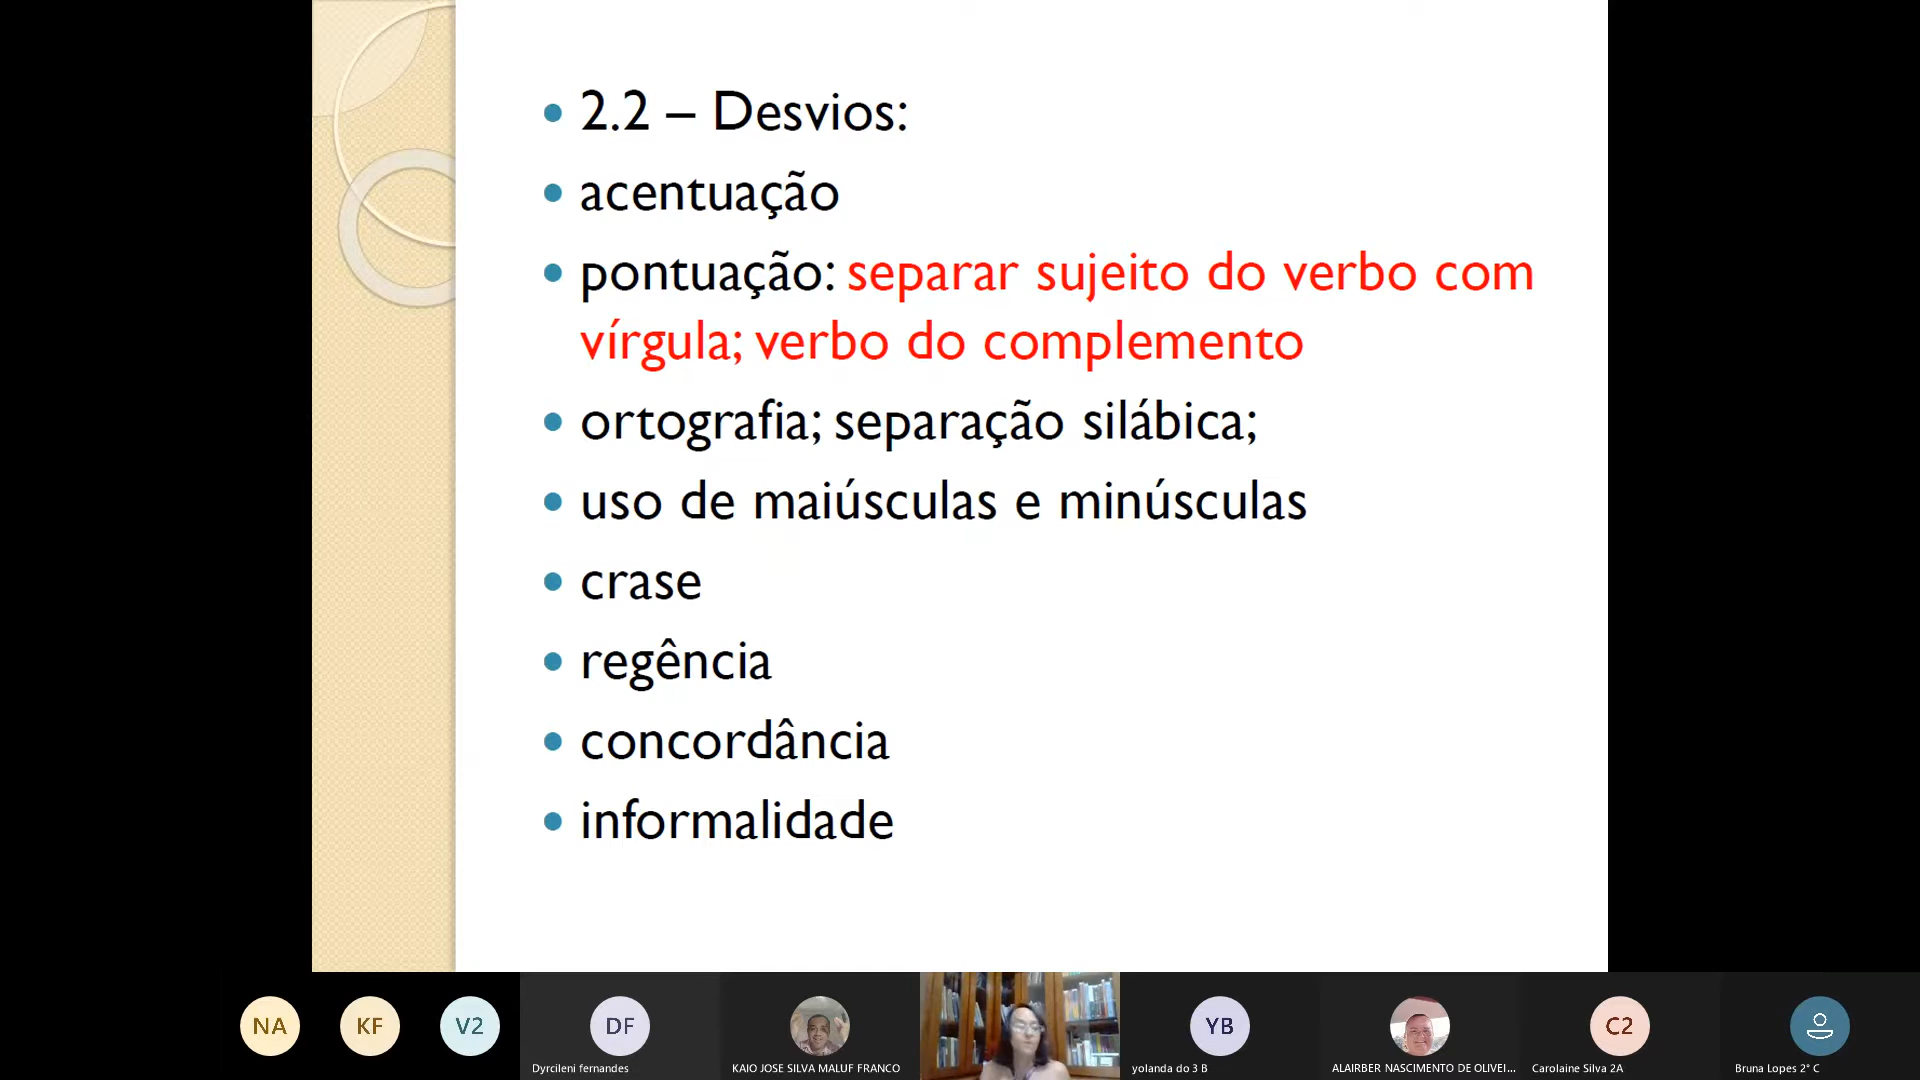 2.2 – Desvios:
acentuação
pontuação: separar sujeito do verbo com
vírgula; verbo do complemento
ortografia; separação silábica;
uso de maiúsculas e minúsculas
crase
regência
concordância
informalidade
NA
KF
V2
DF
YB
C2
Dyrcileni fernandes
KAIO JOSE SILVA MALUF FRANCO
yolanda do 3 B
ALAIRBER NASCIMENTO DE OLIVEI...
Carolaine Silva 2A
Bruna Lopes 2° C